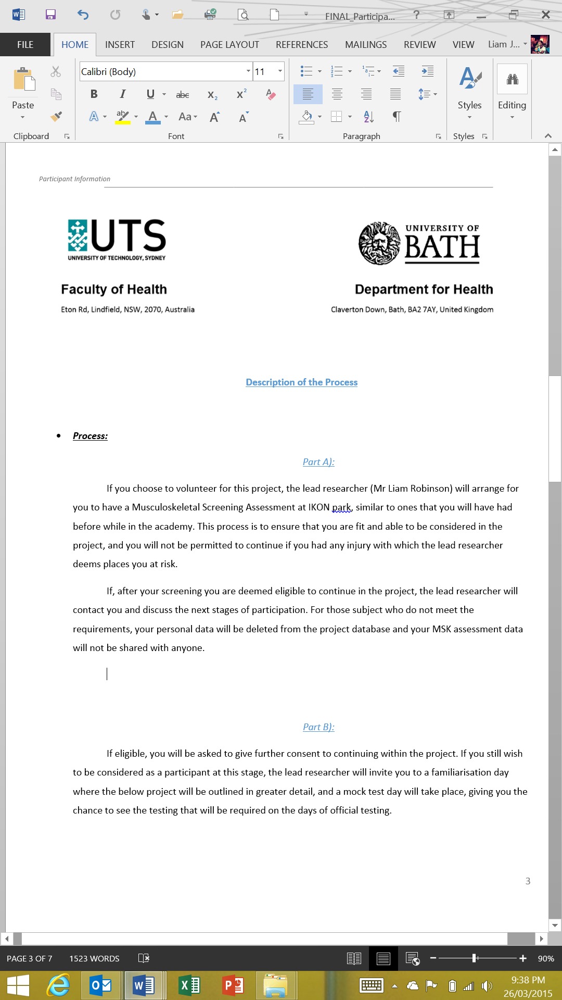 FINAL_Participa... ?
FILE HOME INSERT DESIGN PAGE LAYOUT REFERENCES MAILINGS REVIEW VIEW Liam J...
Calibri (Body) 11
Paste
Styles
Editing
Clipboard Font Paragraph Styles
Participant Information
UTS
UNIVERSITY OF TECHNOLOGY, SYDNEY
UNIVERSITY OF
BATH
Faculty of Health
Department for Health
Eton Rd, Lindfield, NSW, 2070, Australia
Claverton Down, Bath, BA2 7AY, United Kingdom
Description of the Process
• Process:
Part A):
If you choose to volunteer for this project, the lead researcher (Mr Liam Robinson) will arrange for
you to have a Musculoskeletal Screening Assessment at IKON park, similar to ones that you will have had
before while in the academy. This process is to ensure that you are fit and able to be considered in the
project, and you will not be permitted to continue if you had any injury with which the lead researcher
deems places you at risk.
If, after your screening you are deemed eligible to continue in the project, the lead researcher will
contact you and discuss the next stages of participation. For those subject who do not meet the
requirements, your personal data will be deleted from the project database and your MSK assessment data
will not be shared with anyone.
Part B):
If eligible, you will be asked to give further consent to continuing within the project. If you still wish
to be considered as a participant at this stage, the lead researcher will invite you to a familiarisation day
where the below project will be outlined in greater detail, and a mock test day will take place, giving you the
chance to see the testing that will be required on the days of official testing.
3
PAGE 3 OF 7 1523 WORDS 90%
9:38 PM
26/03/2015